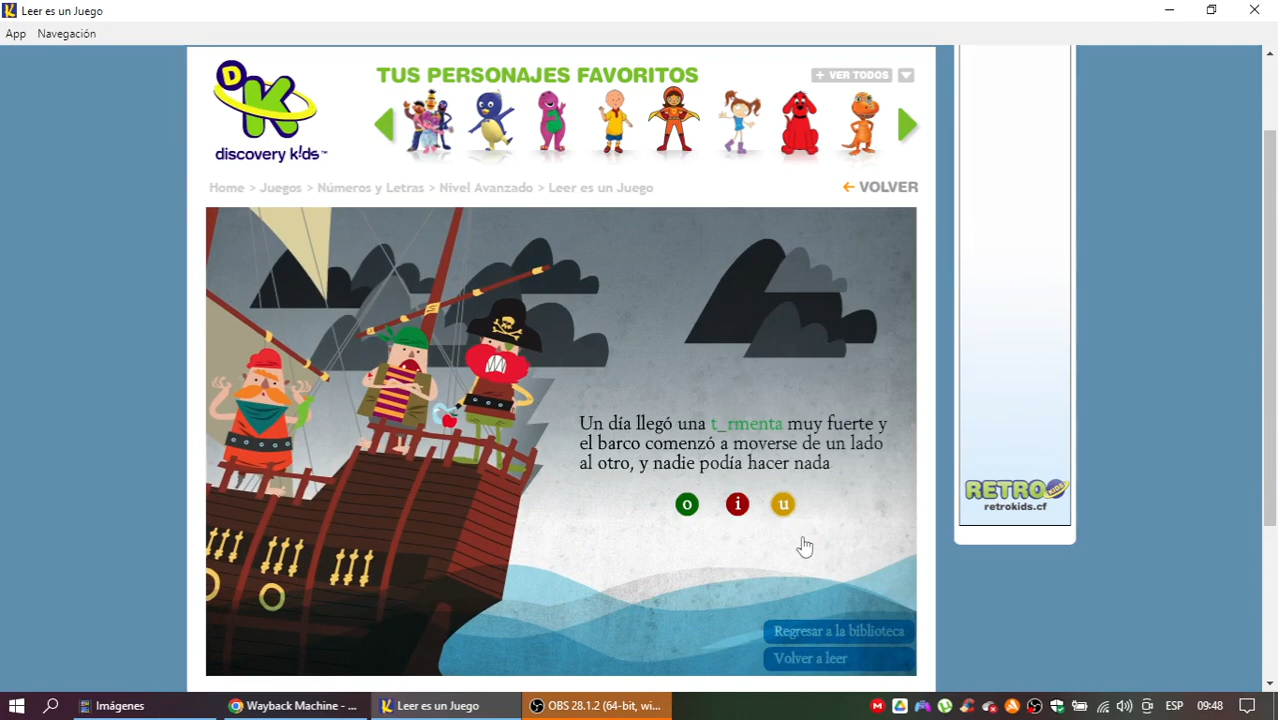 Leer es un Juego
App Navegación
D
K
discovery k!ds™
TUS PERSONAJES FAVORITOS
+ VER TODOS
Home > Juegos > Números y Letras > Nivel Avanzado > Leer es un Juego
← VOLVER
Un día llegó una t_rmenta muy fuerte y
el barco comenzó a moverse de un lado
al otro, y nadie podía hacer nada
o i u
Regresar a la biblioteca
Volver a leer
RETRO KIDS
retrokids.cf
Imágenes
Wayback Machine - ...
Leer es un Juego
OBS 28.1.2 (64-bit, wi...
ESP
09:48